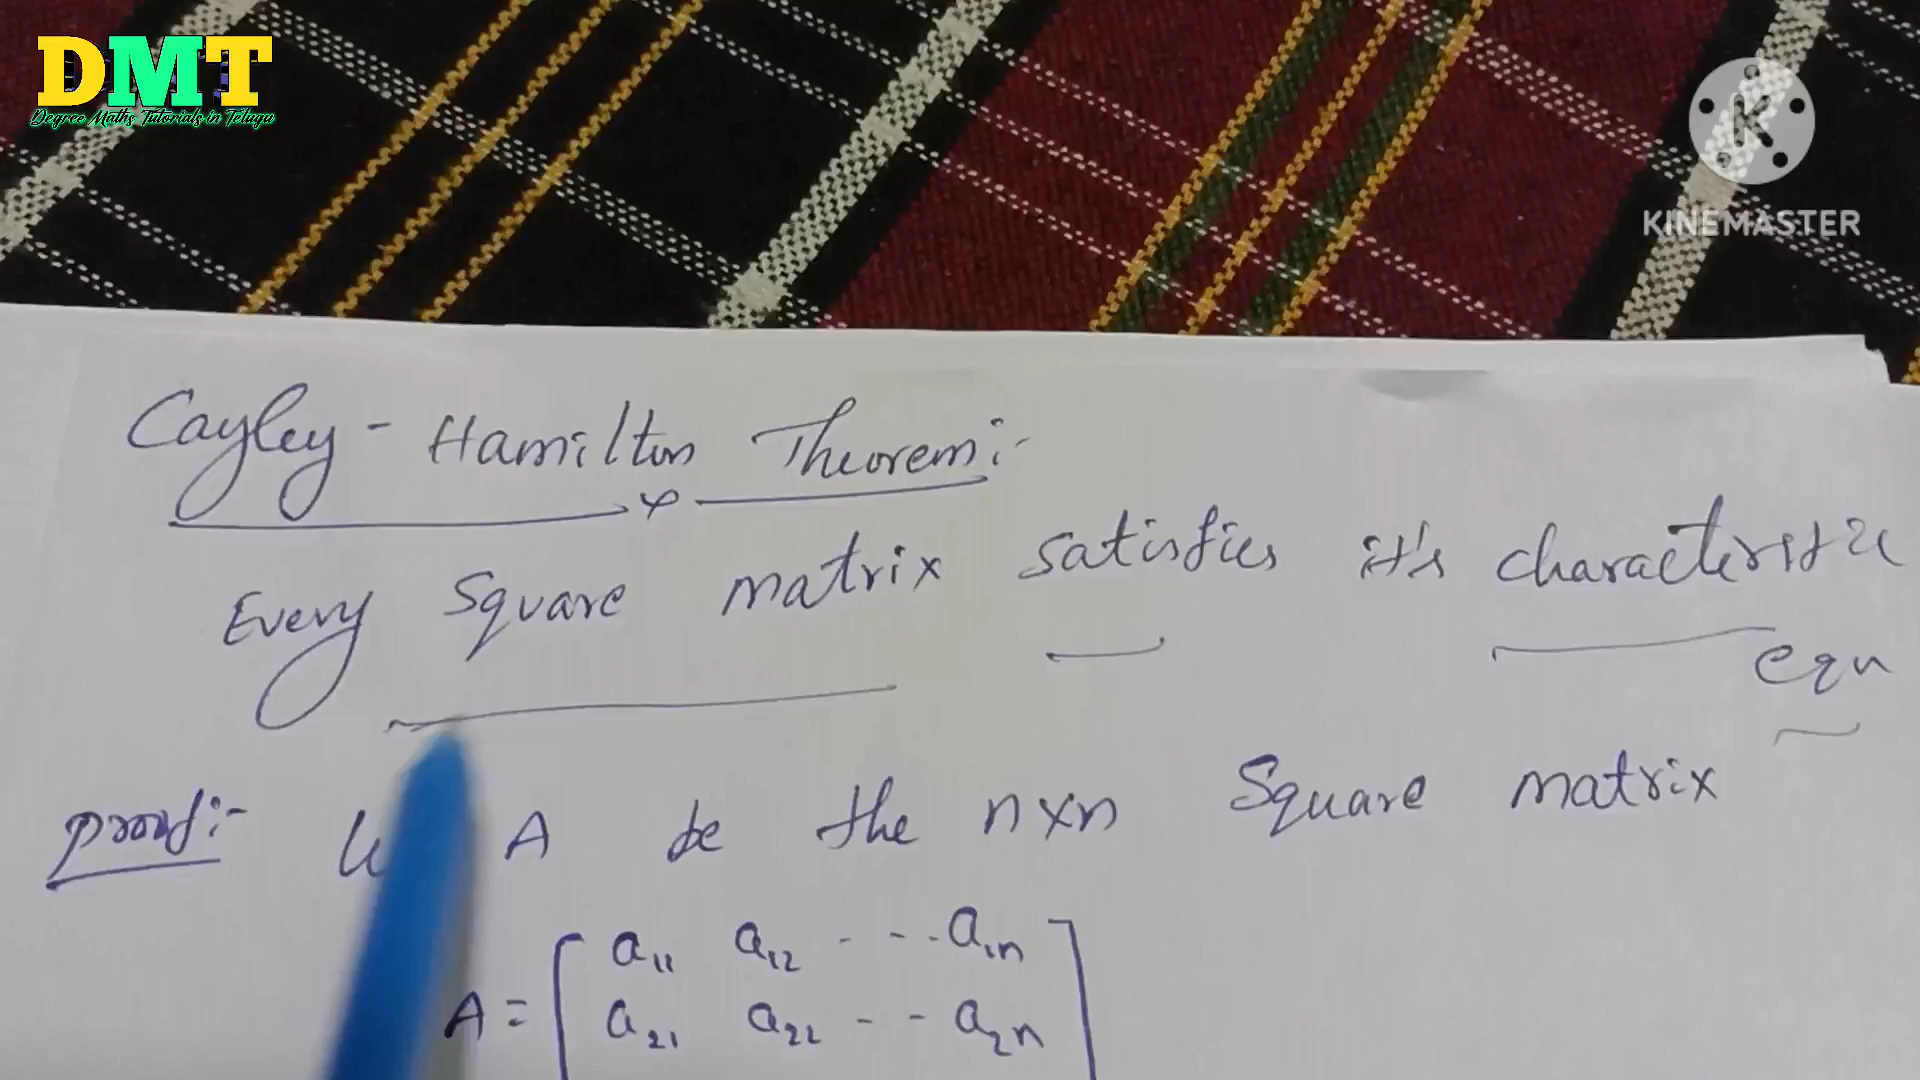 DMT
Degree Maths Tutorials in Telugu
K
KINEMASTER
Cayley - Hamilton Theorem :-
Every Square matrix satisfies it's characteristic
eqn
proof :- A be the n×n Square matrix
A = [ a₁₁ a₁₂ - - - a₁ₙ ]
a₂₁ a₂₂ - - a₂ₙ